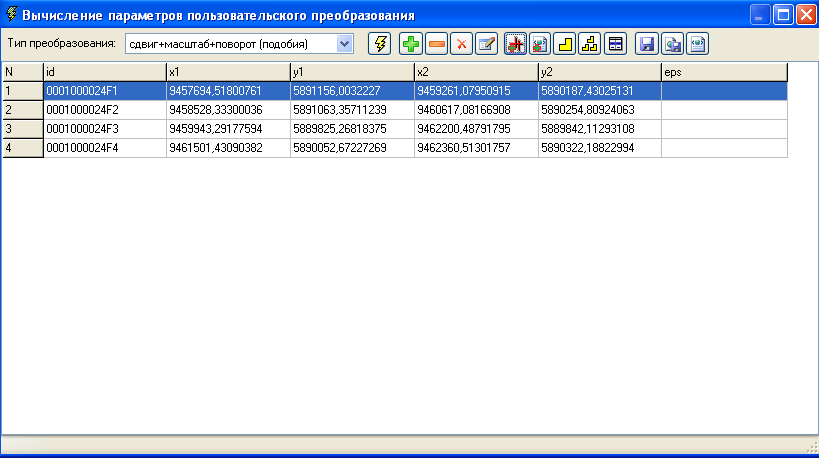 Вычисление параметров пользовательского преобразования
Тип преобразования: сдвиг+масштаб+поворот (подобия)
N id x1 y1 x2 y2 eps
1 0001000024F1 9457694,51800761 5891156,0032227 9459261,07950915 5890187,43025131
2 0001000024F2 9458528,33300036 5891063,35711239 9460617,08166908 5890254,80924063
3 0001000024F3 9459943,29177594 5889825,26818375 9462200,48791795 5889842,11293108
4 0001000024F4 9461501,43090382 5890052,67227269 9462360,51301757 5890322,18822994